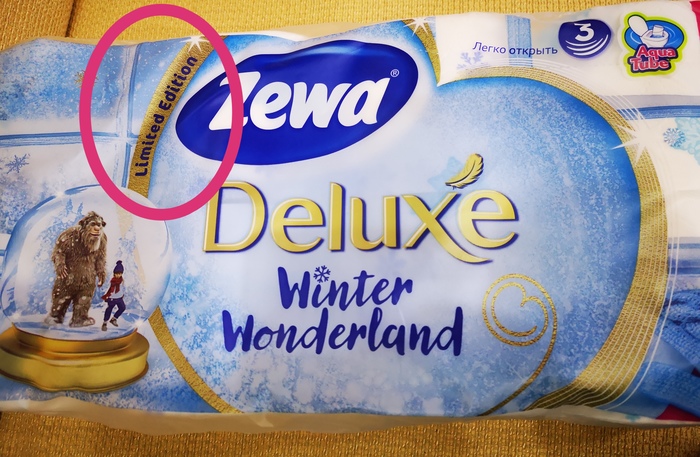 Limited Edition
Zewa®
Легко открыть
3
Aqua
Tube
Deluxe
Winter
Wonderland